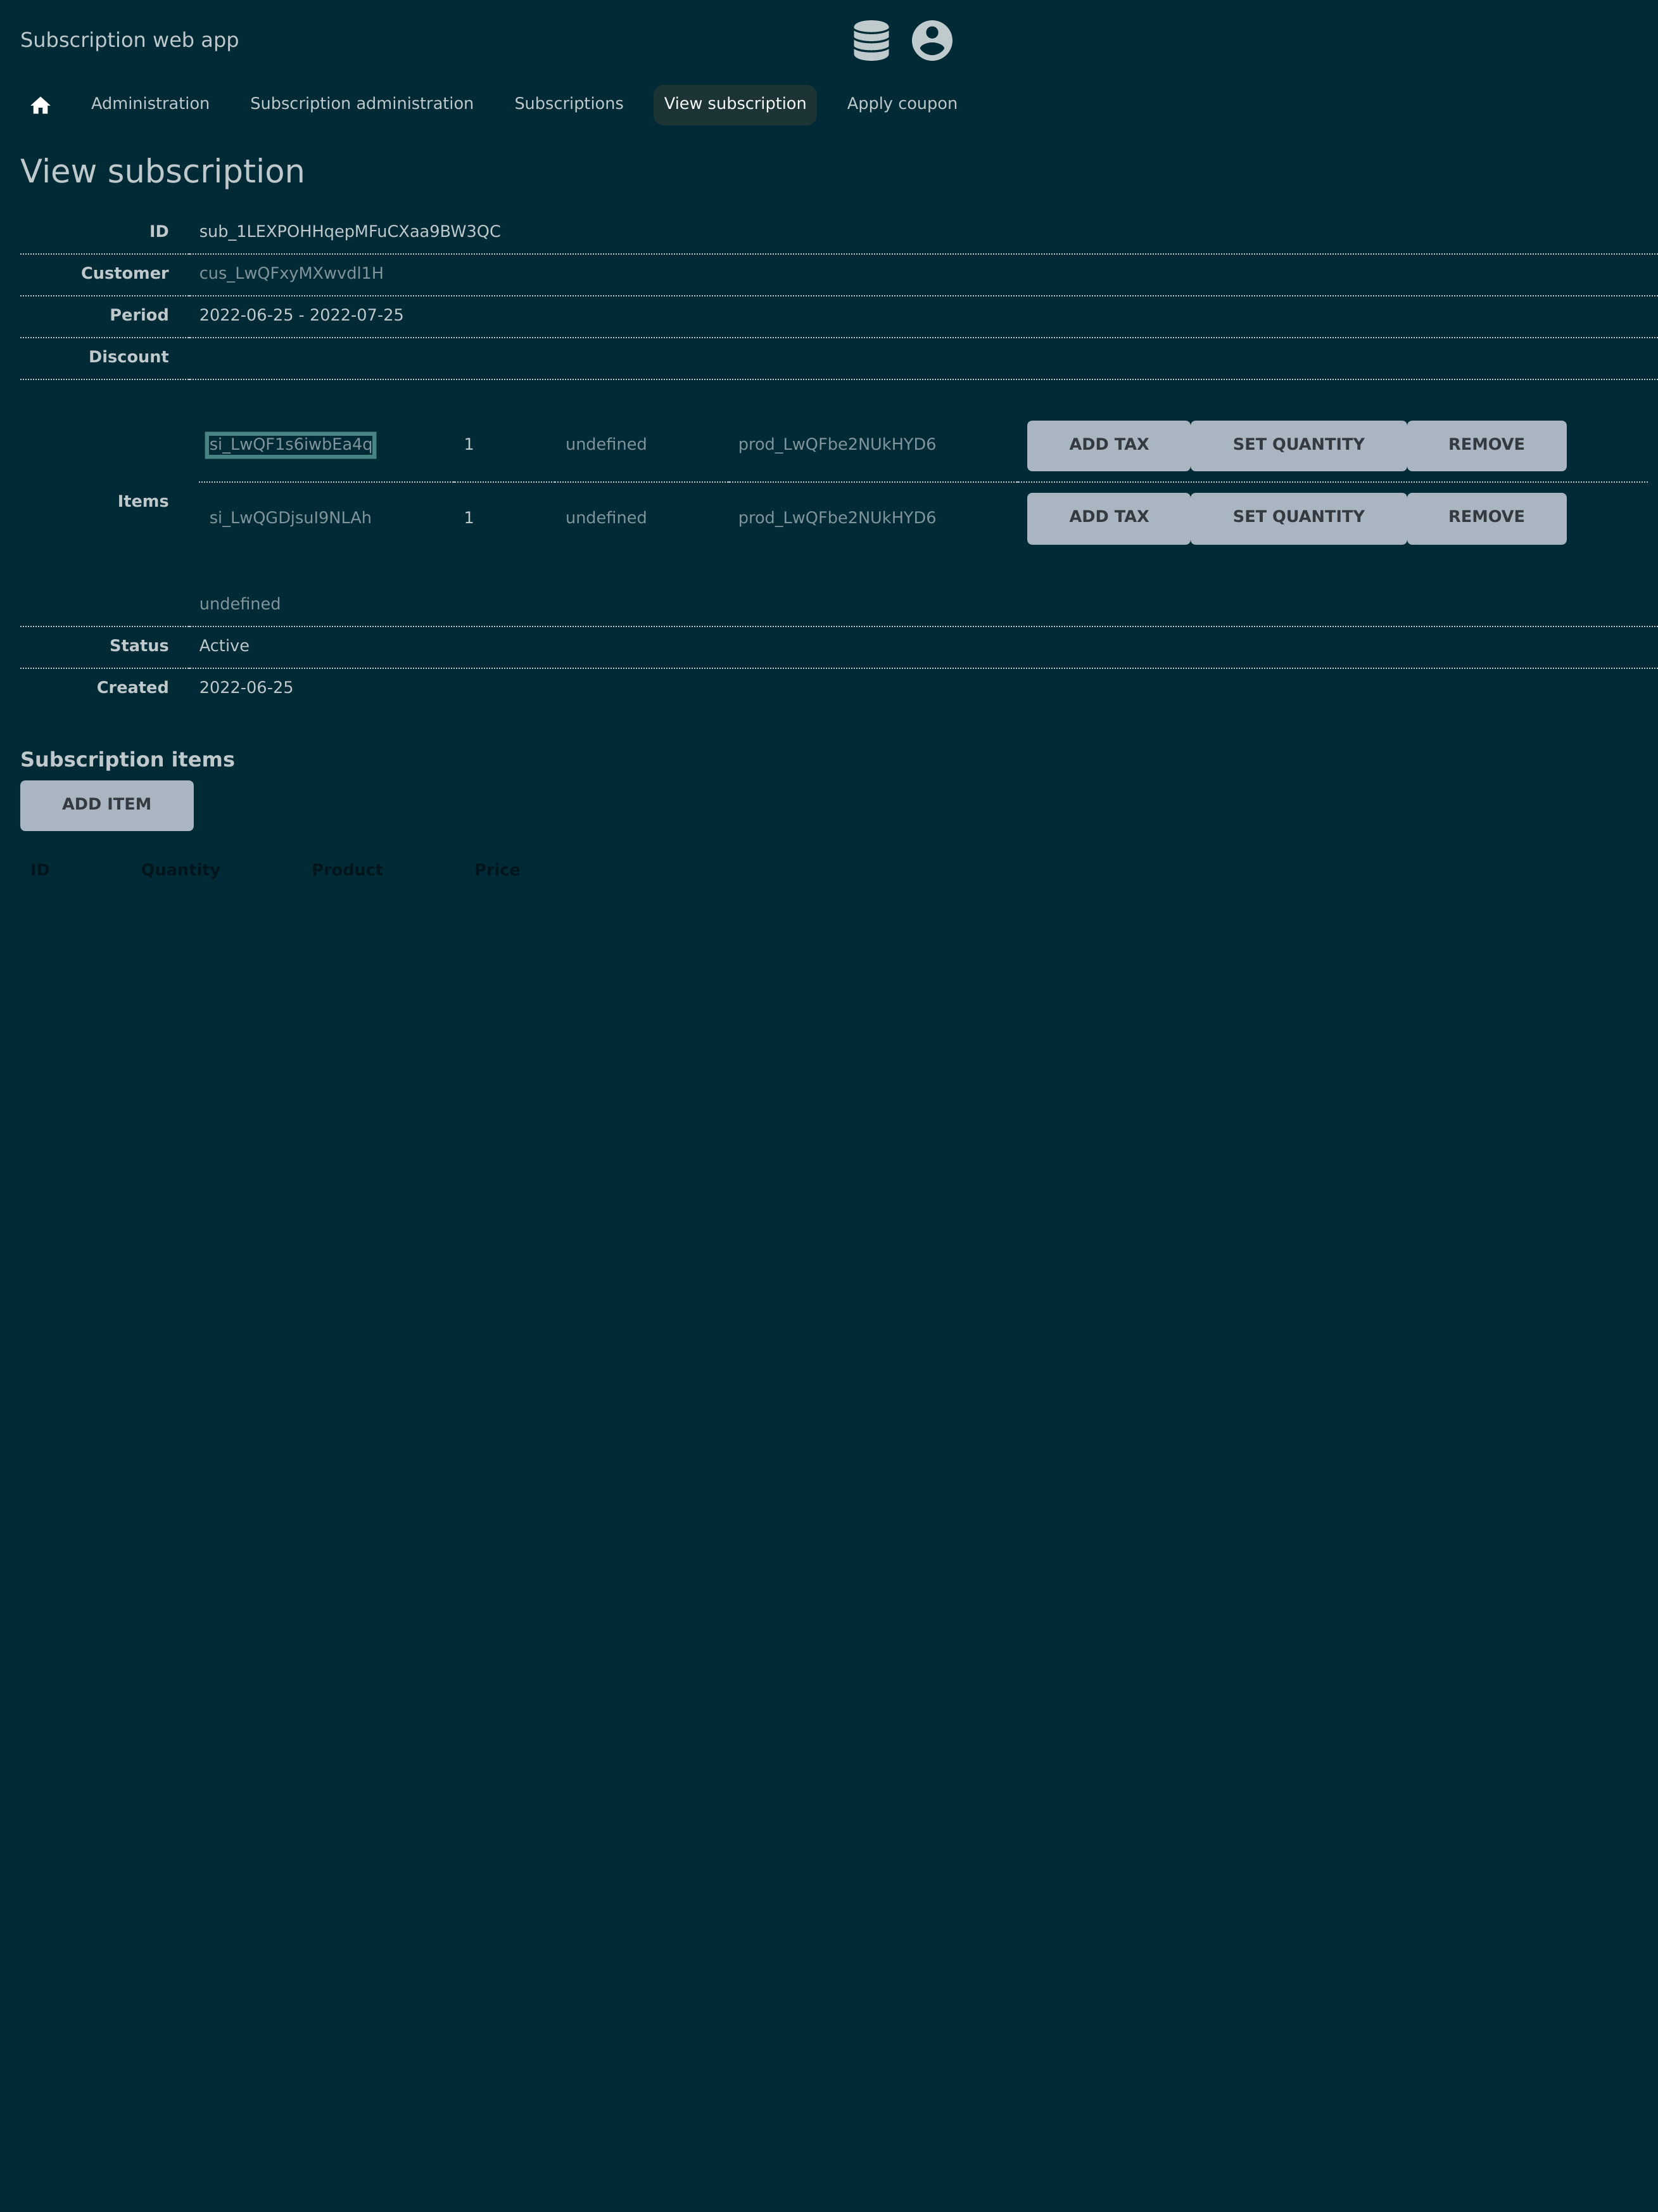 Subscription web app
Administration Subscription administration Subscriptions View subscription Apply coupon
View subscription
ID sub_1LEXPOHHqepMFuCXaa9BW3QC
Customer cus_LwQFxyMXwvdl1H
Period 2022-06-25 - 2022-07-25
Discount
si_LwQF1s6iwbEa4q 1 undefined prod_LwQFbe2NUkHYD6 ADD TAX SET QUANTITY REMOVE
Items
si_LwQGDjsuI9NLAh 1 undefined prod_LwQFbe2NUkHYD6 ADD TAX SET QUANTITY REMOVE
undefined
Status Active
Created 2022-06-25
Subscription items
ADD ITEM
ID Quantity Product Price